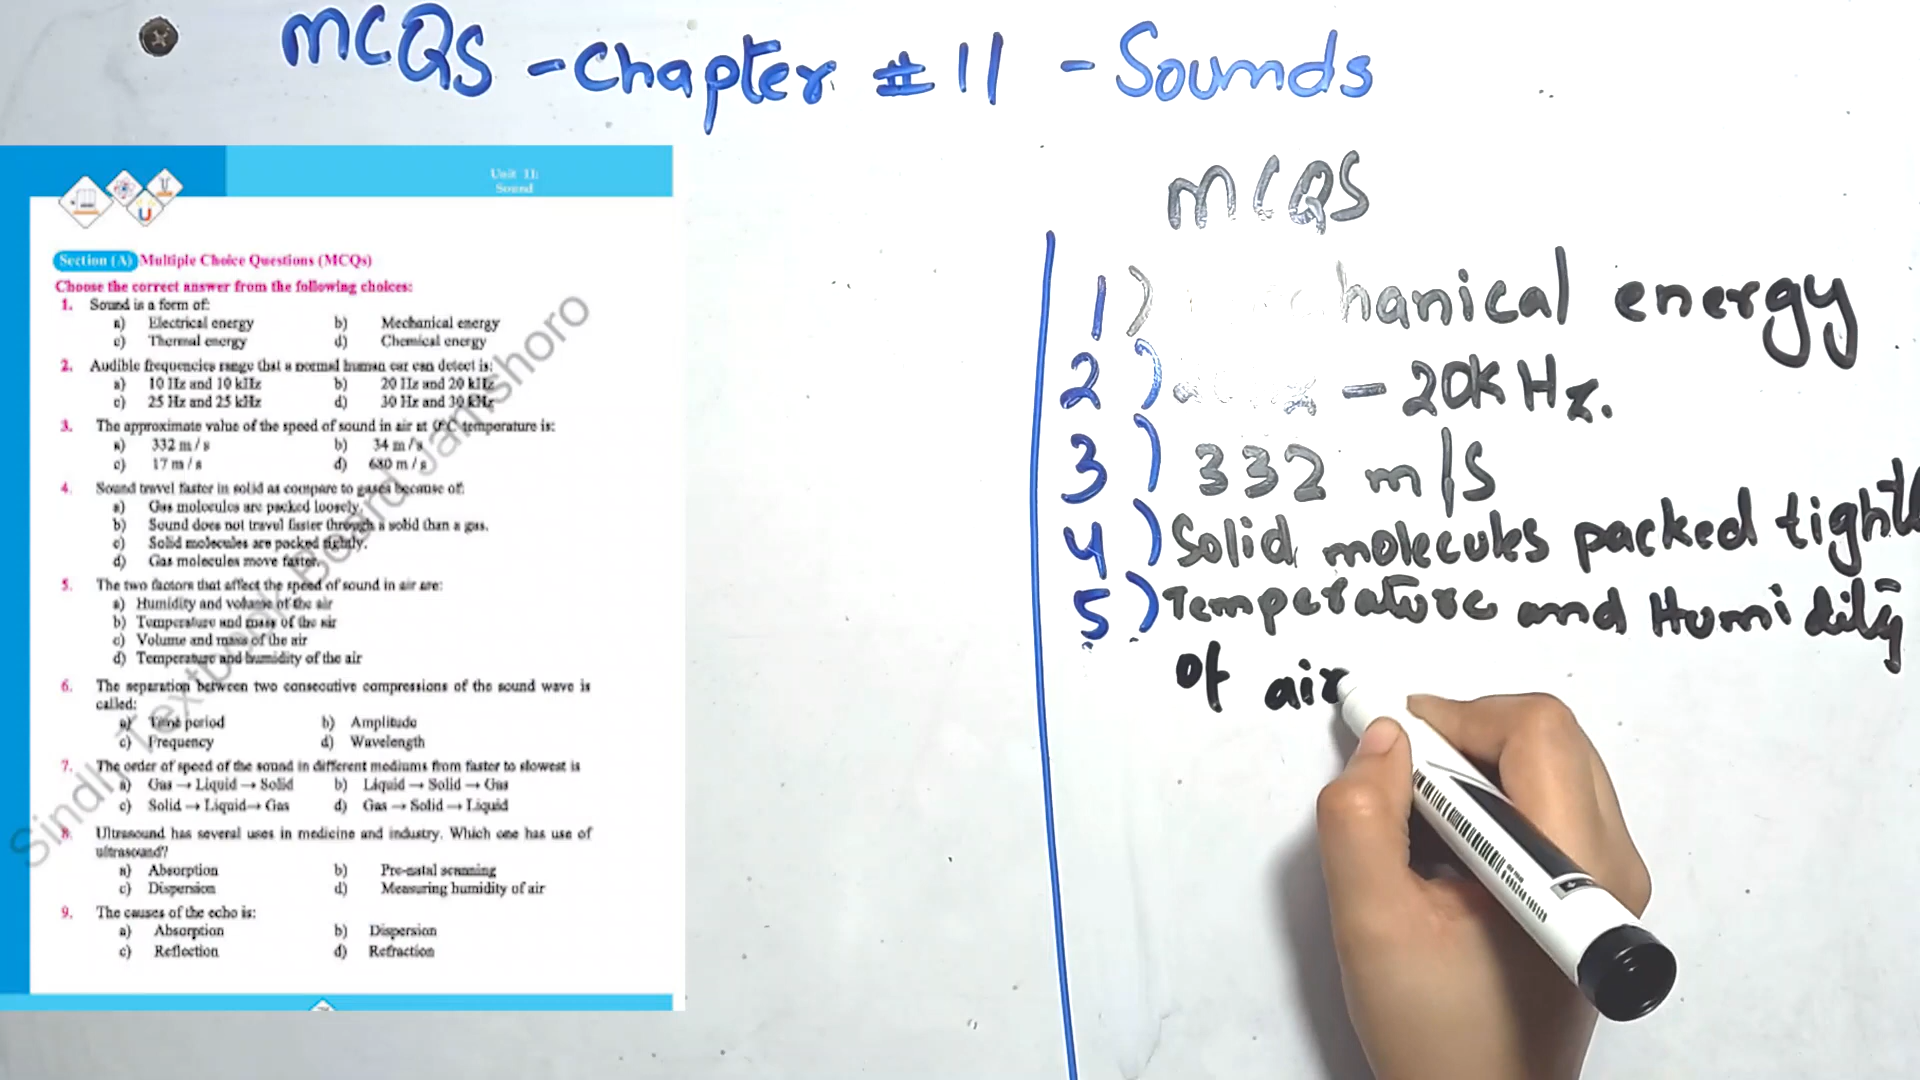 MCQS - Chapter # 11 - Sounds
Unit 11:
Sound
Section (A) Multiple Choice Questions (MCQs)
Choose the correct answer from the following choices:
1. Sound is a form of:
a) Electrical energy b) Mechanical energy
c) Thermal energy d) Chemical energy
2. Audible frequencies range that a normal human ear can detect is:
a) 10 Hz and 10 kHz b) 20 Hz and 20 kHz
c) 25 Hz and 25 kHz d) 30 Hz and 30 kHz
3. The approximate value of the speed of sound in air at 0°C temperature is:
a) 332 m / s b) 34 m / s
c) 17 m / s d) 680 m / s
4. Sound travel faster in solid as compare to gases because of:
a) Gas molecules are packed loosely.
b) Sound does not travel faster through a solid than a gas.
c) Solid molecules are packed tightly.
d) Gas molecules move faster.
5. The two factors that affect the speed of sound in air are:
a) Humidity and volume of the air
b) Temperature and mass of the air
c) Volume and mass of the air
d) Temperature and humidity of the air
6. The separation between two consecutive compressions of the sound wave is
called:
a) Time period b) Amplitude
c) Frequency d) Wavelength
7. The order of speed of the sound in different mediums from faster to slowest is
a) Gas → Liquid → Solid b) Liquid → Solid → Gas
c) Solid → Liquid → Gas d) Gas → Solid → Liquid
8. Ultrasound has several uses in medicine and industry. Which one has use of
ultrasound?
a) Absorption b) Pre-natal scanning
c) Dispersion d) Measuring humidity of air
9. The causes of the echo is:
a) Absorption b) Dispersion
c) Reflection d) Refraction
Sindh Textbook Board Jamshoro
MCQS
1) chanical energy
2) - 20K Hz.
3) 332 m/S
4) Solid molecules packed tight
5) Temperature and Humidity
of air